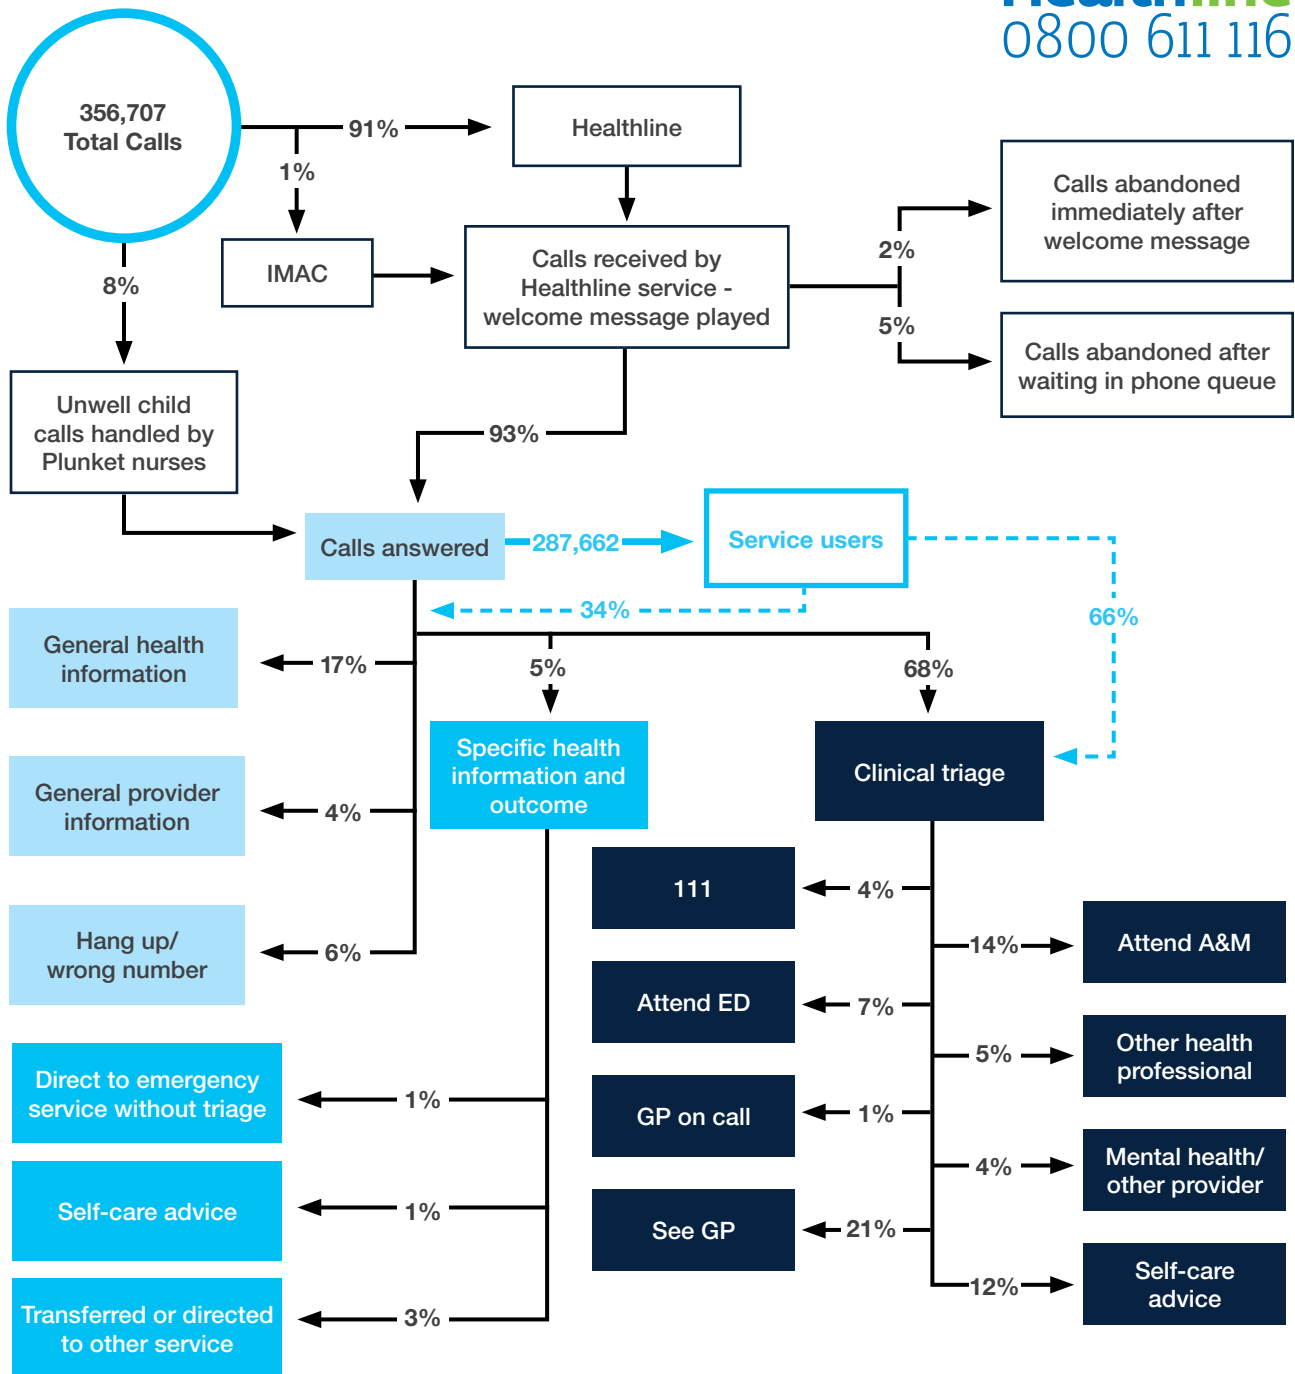 Healthline
0800 611 116
356,707
Total Calls
91%
Healthline
1%
8%
IMAC
Calls received by
Healthline service -
welcome message played
2%
5%
Calls abandoned
immediately after
welcome message
Calls abandoned after
waiting in phone queue
Unwell child
calls handled by
Plunket nurses
93%
Calls answered
287,662
Service users
34%
66%
General health
information
17%
5%
68%
General provider
information
4%
Hang up/
wrong number
6%
Specific health
information and
outcome
Clinical triage
Direct to emergency
service without triage
1%
Self-care advice
1%
Transferred or directed
to other service
3%
111
4%
Attend ED
7%
GP on call
1%
See GP
21%
14%
Attend A&M
5%
Other health
professional
4%
Mental health/
other provider
12%
Self-care
advice